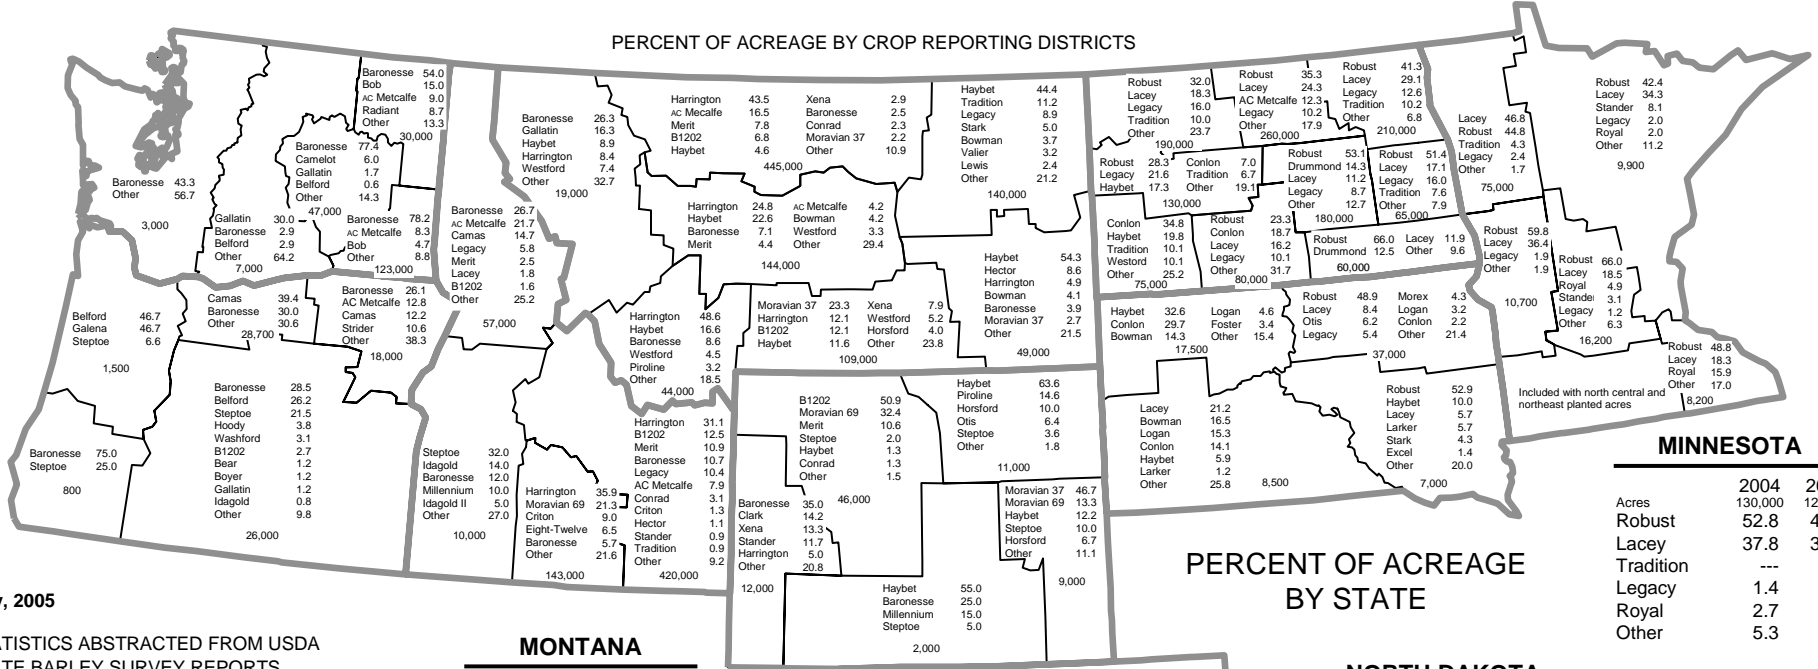 PERCENT OF ACREAGE BY CROP REPORTING DISTRICTS
Baronesse 43.3
Other 56.7
3,000
Gallatin 30.0
Baronesse 2.9
Belford 2.9
Other 64.2
7,000
Baronesse 77.4
Camelot 6.0
Gallatin 1.7
Belford 0.6
Other 14.3
47,000
Baronesse 54.0
Bob 15.0
AC Metcalfe 9.0
Radiant 8.7
Other 13.3
30,000
Baronesse 78.2
AC Metcalfe 8.3
Bob 4.7
Other 8.8
123,000
Belford 46.7
Galena 46.7
Steptoe 6.6
1,500
Camas 39.4
Baronesse 30.0
Other 30.6
28,700
Baronesse 26.1
AC Metcalfe 12.8
Camas 12.2
Strider 10.6
Other 38.3
18,000
Baronesse 75.0
Steptoe 25.0
800
Baronesse 28.5
Belford 26.2
Steptoe 21.5
Hoody 3.8
Washford 3.1
B1202 2.7
Bear 1.2
Boyer 1.2
Gallatin 1.2
Idagold 0.8
Other 9.8
26,000
Baronesse 26.7
AC Metcalfe 21.7
Camas 14.7
Legacy 5.8
Merit 2.5
Lacey 1.8
B1202 1.6
Other 25.2
57,000
Steptoe 32.0
Idagold 14.0
Baronesse 12.0
Millennium 10.0
Idagold II 5.0
Other 27.0
10,000
Harrington 35.9
Moravian 69 21.3
Criton 9.0
Eight-Twelve 6.5
Baronesse 5.7
Other 21.6
143,000
Harrington 31.1
B1202 12.5
Merit 10.9
Baronesse 10.7
Legacy 10.4
AC Metcalfe 7.9
Conrad 3.1
Criton 1.3
Hector 1.1
Stander 0.9
Tradition 0.9
Other 9.2
420,000
Baronesse 26.3
Gallatin 16.3
Haybet 8.9
Harrington 8.4
Westford 7.4
Other 32.7
19,000
Harrington 43.5 Xena 2.9
AC Mecalfe 16.5 Baronesse 2.5
Merit 7.8 Conrad 2.3
B1202 6.8 Moravian 37 2.2
Haybet 4.6 Other 10.9
445,000
Haybet 44.4
Tradition 11.2
Legacy 8.9
Stark 5.0
Bowman 3.7
Valier 3.2
Lewis 2.4
Other 21.2
140,000
Harrington 24.8 AC Metcalfe 4.2
Haybet 22.6 Bowman 4.2
Baronesse 7.1 Westford 3.3
Merit 4.4 Other 29.4
144,000
Harrington 48.6
Haybet 16.6
Baronesse 8.6
Westford 4.5
Piroline 3.2
Other 18.5
44,000
Moravian 37 23.3 Xena 7.9
Harrington 12.1 Westford 5.2
B1202 12.1 Horsford 4.0
Haybet 11.6 Other 23.8
109,000
Haybet 54.3
Hector 8.6
Harrington 4.9
Bowman 4.1
Baronesse 3.9
Moravian 37 2.7
Other 21.5
49,000
B1202 50.9
Moravian 69 32.4
Merit 10.6
Steptoe 2.0
Haybet 1.3
Conrad 1.3
Other 1.5
46,000
Haybet 63.6
Piroline 14.6
Horsford 10.0
Otis 6.4
Steptoe 3.6
Other 1.8
11,000
Baronesse 35.0
Clark 14.2
Xena 13.3
Stander 11.7
Harrington 5.0
Other 20.8
12,000
Moravian 37 46.7
Moravian 69 13.3
Haybet 12.2
Steptoe 10.0
Horsford 6.7
Other 11.1
9,000
Haybet 55.0
Baronesse 25.0
Millennium 15.0
Steptoe 5.0
2,000
Robust 32.0
Lacey 18.3
Legacy 16.0
Tradition 10.0
Other 23.7
190,000
Robust 35.3
Lacey 24.3
AC Metcalfe 12.3
Legacy 10.2
Other 17.9
260,000
Robust 41.3
Lacey 29.1
Legacy 12.6
Tradition 10.2
Other 6.8
210,000
Robust 28.3 Conlon 7.0
Legacy 21.6 Tradition 6.7
Haybet 17.3 Other 19.1
130,000
Robust 53.1
Drummond 14.3
Lacey 11.2
Legacy 8.7
Other 12.7
180,000
Robust 51.4
Lacey 17.1
Legacy 16.0
Tradition 7.6
Other 7.9
65,000
Conlon 34.8
Haybet 19.8
Tradition 10.1
Westord 10.1
Other 25.2
75,000
Robust 23.3
Conlon 18.7
Lacey 16.2
Legacy 10.1
Other 31.7
80,000
Robust 66.0 Lacey 11.9
Drummond 12.5 Other 9.6
60,000
Haybet 32.6 Logan 4.6
Conlon 29.7 Foster 3.4
Bowman 14.3 Other 15.4
17,500
Robust 48.9 Morex 4.3
Lacey 8.4 Logan 3.2
Otis 6.2 Conlon 2.2
Legacy 5.4 Other 21.4
37,000
Lacey 21.2
Bowman 16.5
Logan 15.3
Conlon 14.1
Haybet 5.9
Larker 1.2
Other 25.8
8,500
Robust 52.9
Haybet 10.0
Lacey 5.7
Larker 5.7
Stark 4.3
Excel 1.4
Other 20.0
7,000
Lacey 46.8
Robust 44.8
Tradition 4.3
Legacy 2.4
Other 1.7
75,000
Robust 42.4
Lacey 34.3
Stander 8.1
Legacy 2.0
Royal 2.0
Other 11.2
9,900
Robust 59.8
Lacey 36.4
Legacy 1.9
Other 1.9
10,700
Robust 66.0
Lacey 18.5
Royal 4.9
Stander 3.1
Legacy 1.2
Other 6.3
16,200
Robust 48.8
Lacey 18.3
Royal 15.9
Other 17.0
8,200
Included with north central and
northeast planted acres
PERCENT OF ACREAGE
BY STATE
MINNESOTA
2004
Acres 130,000
Robust 52.8
Lacey 37.8
Tradition ---
Legacy 1.4
Royal 2.7
Other 5.3
, 2005
STATISTICS ABSTRACTED FROM USDA
BARLEY SURVEY REPORTS
MONTANA
NORTH DAKOTA